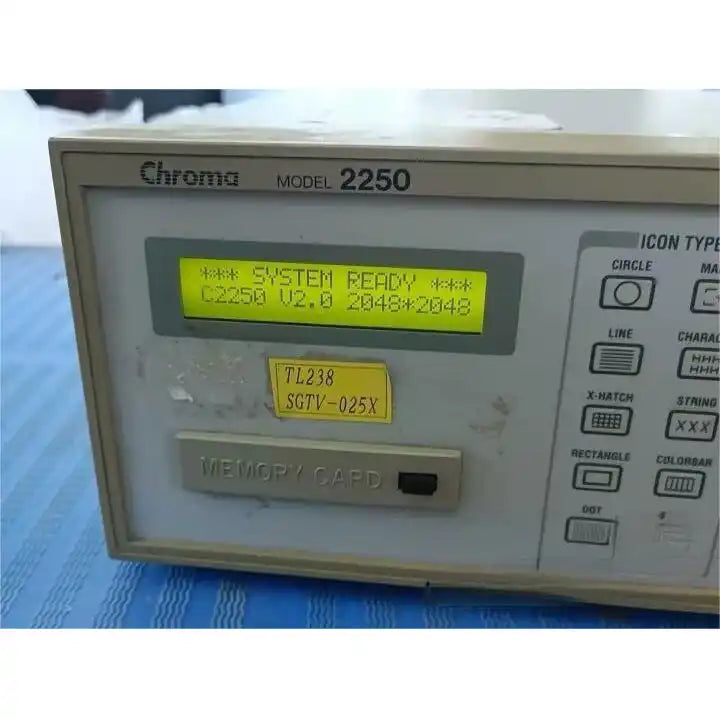 Chroma MODEL 2250
*** SYSTEM READY ***
C2250 V2.0 2048*2048
TL238
SGTV-025X
MEMORY CARD
ICON TYPE
CIRCLE
LINE
X-HATCH
STRING
XXX
RECTANGLE
COLORBAR
DOT